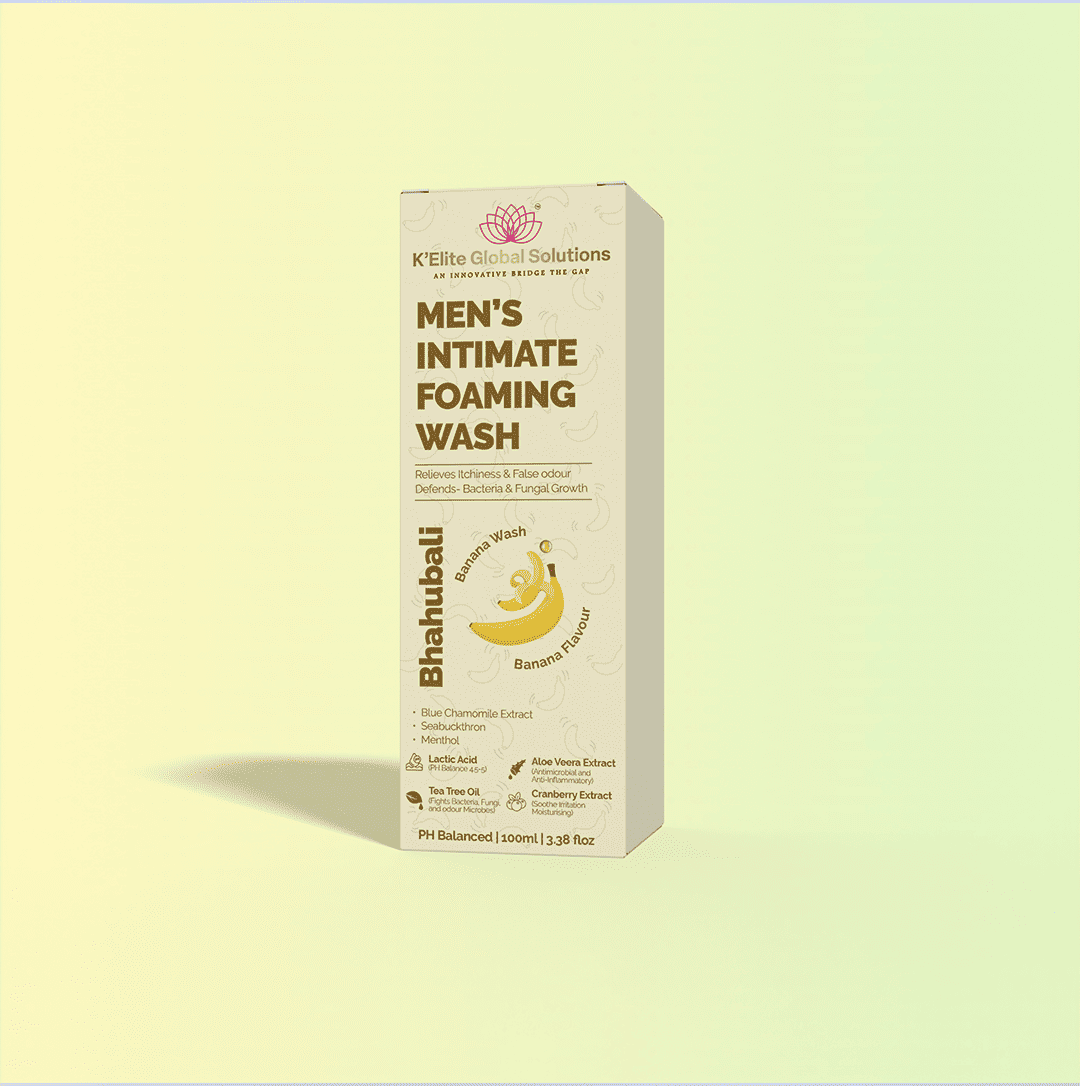 TM
K'Elite Global Solutions
AN INNOVATIVE BRIDGE THE GAP
MEN'S
INTIMATE
FOAMING
WASH
Relieves Itchiness & False odour
Defends- Bacteria & Fungal Growth
Bhahubali
Banana Wash
Banana Flavour
• Blue Chamomile Extract
• Seabuckthron
• Menthol
Lactic Acid
(PH Balance 4.5-5)
Aloe Veera Extract
(Antimicrobial and
Anti-Inflammatory)
Tea Tree Oil
(Fights Bacteria, Fungi,
and odour Microbes)
Cranberry Extract
(Soothe Irritation
Moisturising)
PH Balanced | 100ml | 3.38 floz